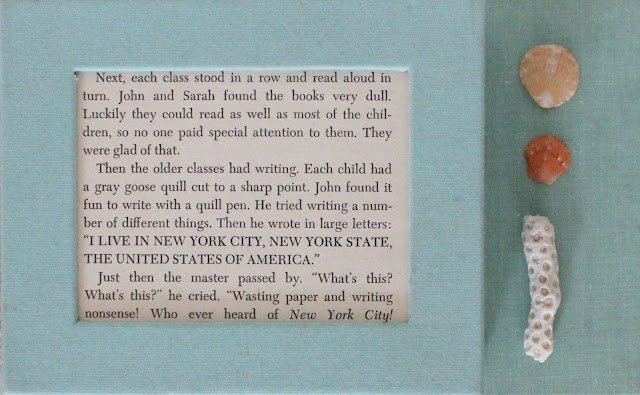 Next, each class stood in a row and read aloud in
turn. John and Sarah found the books very dull.
Luckily they could read as well as most of the chil-
dren, so no one paid special attention to them. They
were glad of that.
Then the older classes had writing. Each child had
a gray goose quill cut to a sharp point. John found it
fun to write with a quill pen. He tried writing a num-
ber of different things. Then he wrote in large letters:
“I LIVE IN NEW YORK CITY, NEW YORK STATE,
THE UNITED STATES OF AMERICA.”
Just then the master passed by. “What’s this?
What’s this?” he cried. “Wasting paper and writing
nonsense! Who ever heard of New York City!